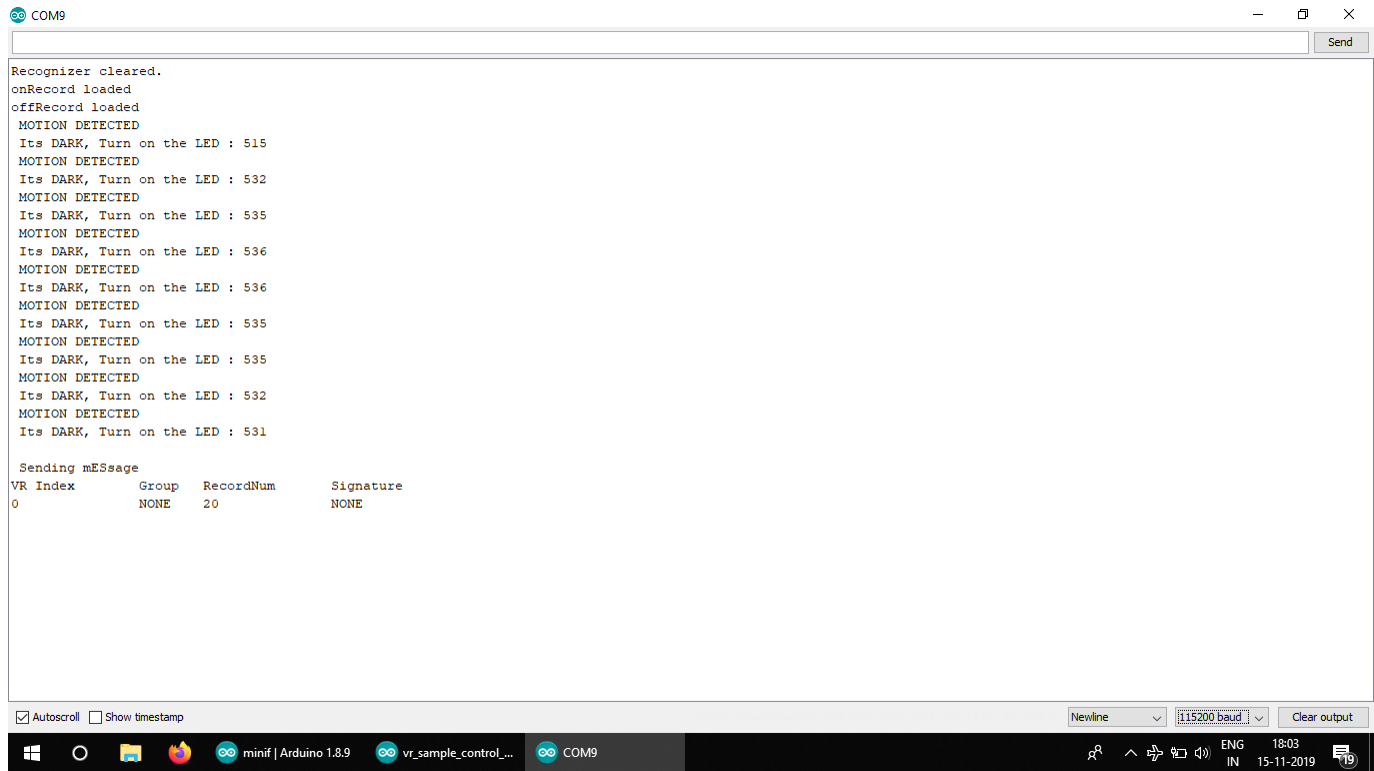 COM9
Send
Recognizer cleared.
onRecord loaded
offRecord loaded
MOTION DETECTED
Its DARK, Turn on the LED : 515
MOTION DETECTED
Its DARK, Turn on the LED : 532
MOTION DETECTED
Its DARK, Turn on the LED : 535
MOTION DETECTED
Its DARK, Turn on the LED : 536
MOTION DETECTED
Its DARK, Turn on the LED : 536
MOTION DETECTED
Its DARK, Turn on the LED : 535
MOTION DETECTED
Its DARK, Turn on the LED : 535
MOTION DETECTED
Its DARK, Turn on the LED : 532
MOTION DETECTED
Its DARK, Turn on the LED : 531
Sending mESsage
VR Index Group RecordNum Signature
0 NONE 20 NONE
Autoscroll Show timestamp Newline 115200 baud Clear output
minif | Arduino 1.8.9 vr_sample_control_... COM9 ENG 18:03
IN 15-11-2019 19